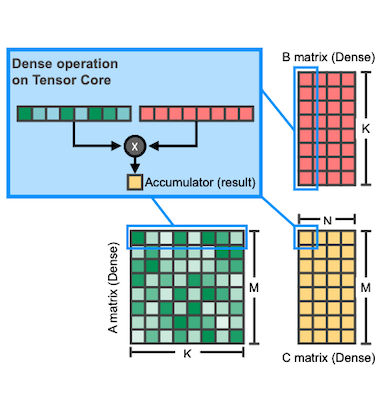 Dense operation
on Tensor Core
x
Accumulator (result)
B matrix (Dense)
K
A matrix (Dense)
M
K
N
M
C matrix (Dense)